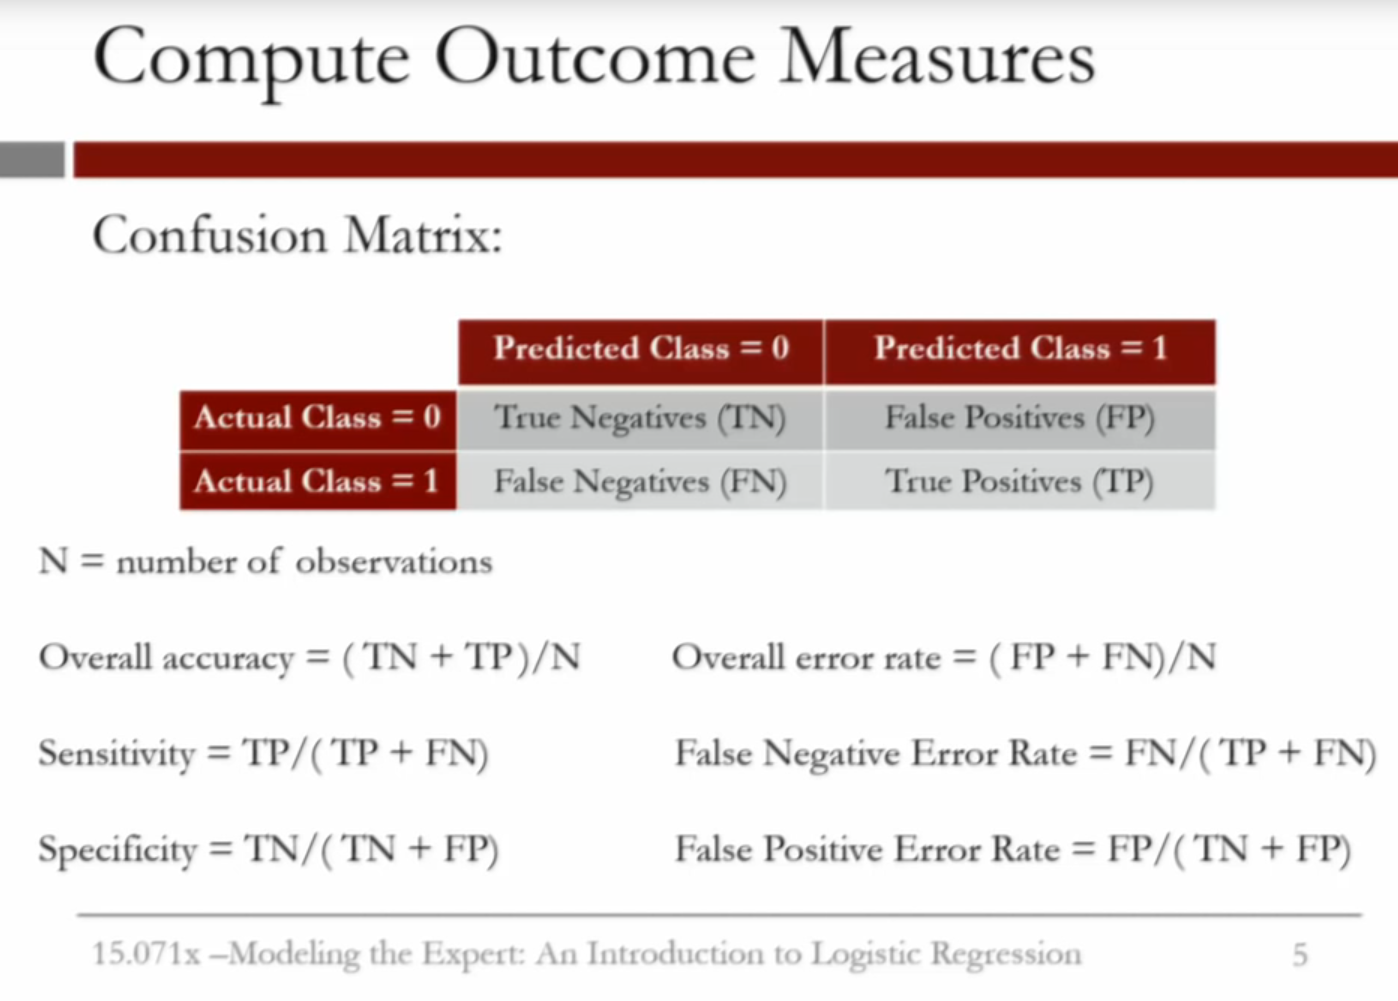 Compute Outcome Measures
Confusion Matrix:
Predicted Class = 0 Predicted Class = 1
Actual Class = 0 True Negatives (TN) False Positives (FP)
Actual Class = 1 False Negatives (FN) True Positives (TP)
N = number of observations
Overall accuracy = ( TN + TP )/N Overall error rate = ( FP + FN)/N
Sensitivity = TP/( TP + FN) False Negative Error Rate = FN/( TP + FN)
Specificity = TN/( TN + FP) False Positive Error Rate = FP/( TN + FP)
15.071x –Modeling the Expert: An Introduction to Logistic Regression 5